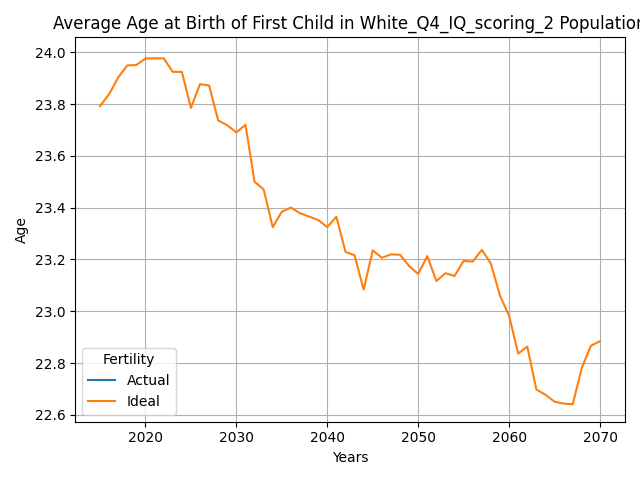 Average Age at Birth of First Child in White_Q4_IQ_scoring_2 Population
24.0
23.8
23.6
23.4
23.2
23.0
22.8
22.6
Age
Fertility
Actual
Ideal
2020 2030 2040 2050 2060 2070
Years